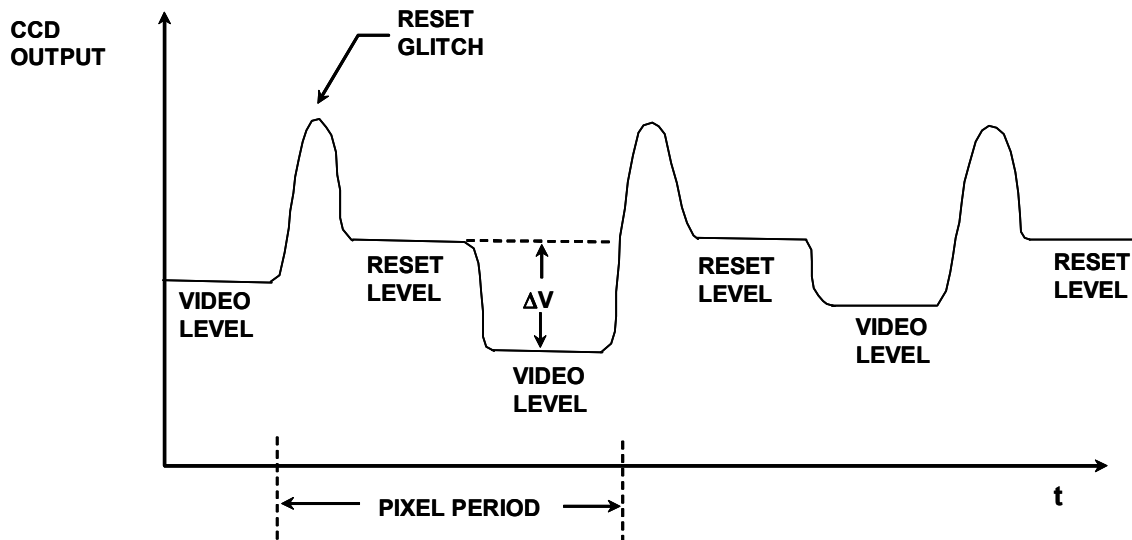 CCD
OUTPUT
RESET
GLITCH
VIDEO
LEVEL
RESET
LEVEL
ΔV
VIDEO
LEVEL
RESET
LEVEL
VIDEO
LEVEL
RESET
LEVEL
PIXEL PERIOD
t